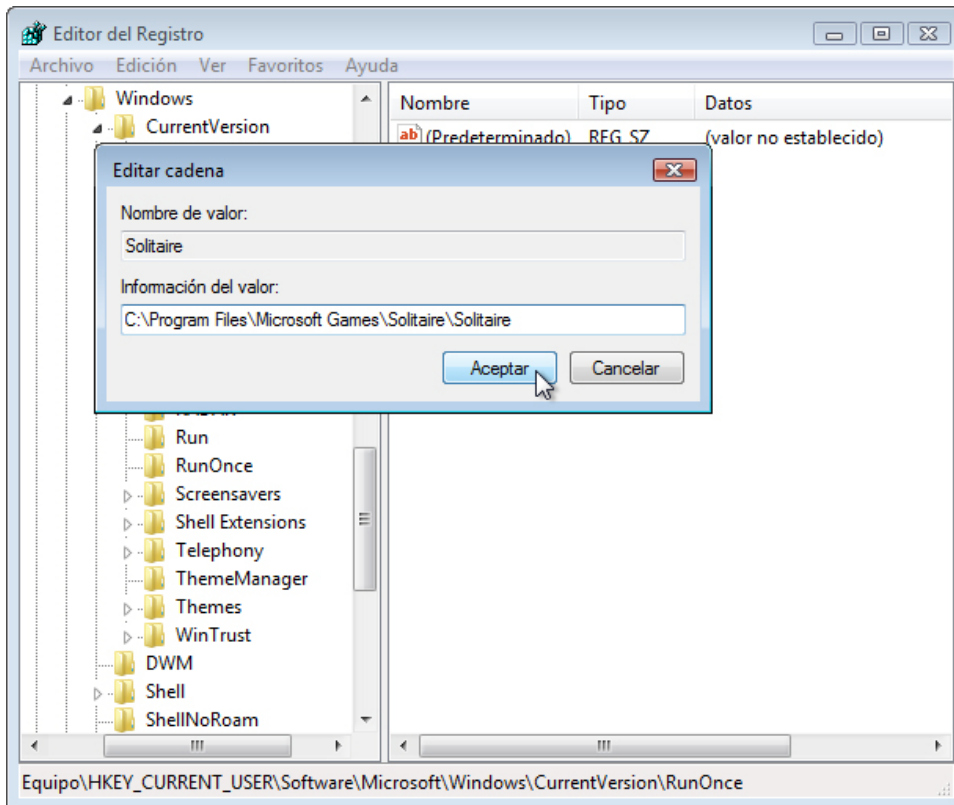 Editor del Registro
Archivo Edición Ver Favoritos Ayuda
Windows
CurrentVersion
Nombre Tipo Datos
ab (Predeterminado) REG_SZ (valor no establecido)
Editar cadena
Nombre de valor:
Solitaire
Información del valor:
C:\Program Files\Microsoft Games\Solitaire\Solitaire
Aceptar Cancelar
Run
RunOnce
Screensavers
Shell Extensions
Telephony
ThemeManager
Themes
WinTrust
DWM
Shell
ShellNoRoam
Equipo\HKEY_CURRENT_USER\Software\Microsoft\Windows\CurrentVersion\RunOnce